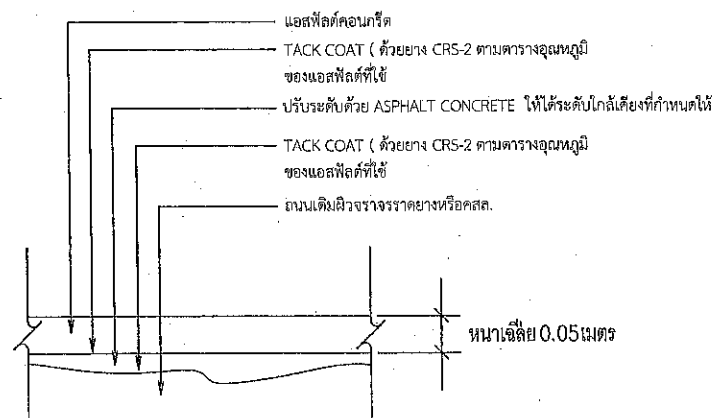 แอสฟัลต์คอนกรีต
TACK COAT ( ด้วยยาง CRS-2 ตามตารางอุณหภูมิ
ของแอสฟัลต์ที่ใช้
ปรับระดับด้วย ASPHALT CONCRETE ให้ได้ระดับใกล้เคียงที่กำหนดให้
TACK COAT ( ด้วยยาง CRS-2 ตามตารางอุณหภูมิ
ของแอสฟัลต์ที่ใช้
ถนนเดิมผิวจราจรราดยางหรือคสล.
หนาเฉลี่ย 0.05 เมตร